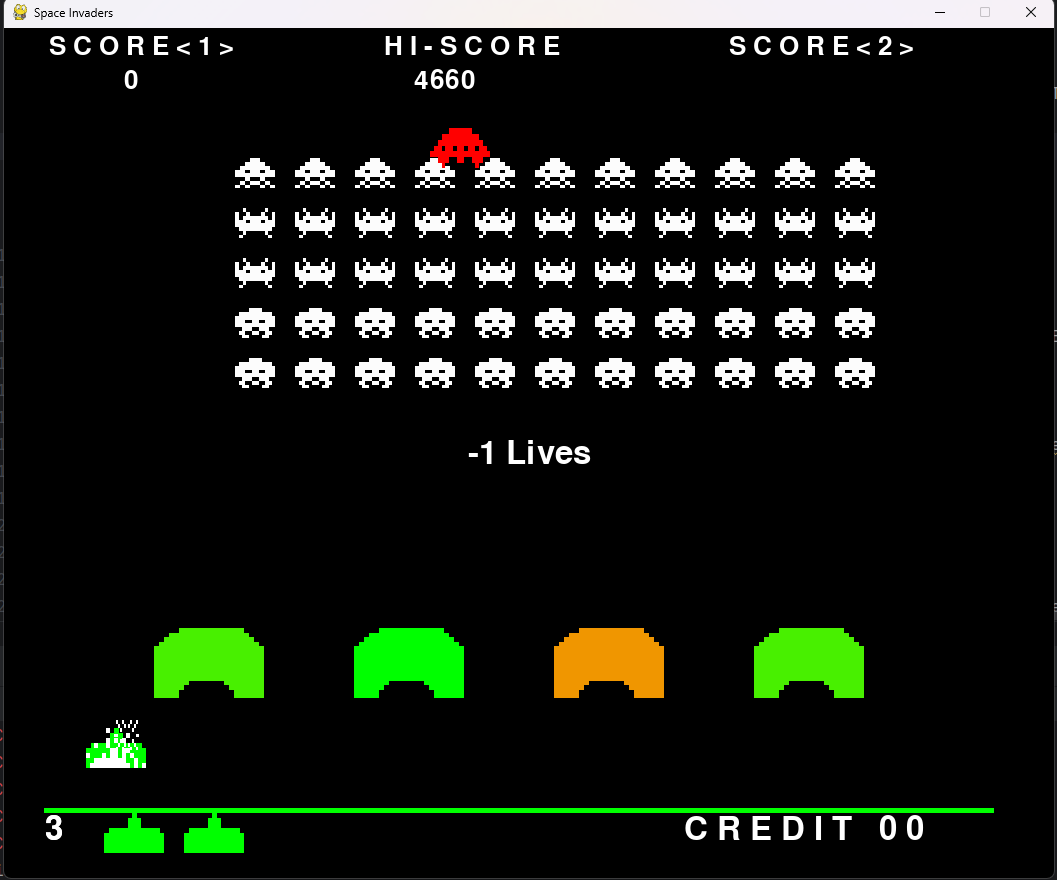 Space Invaders
SCORE<1> HI-SCORE SCORE<2>
0 4660
-1 Lives
3 CREDIT 00